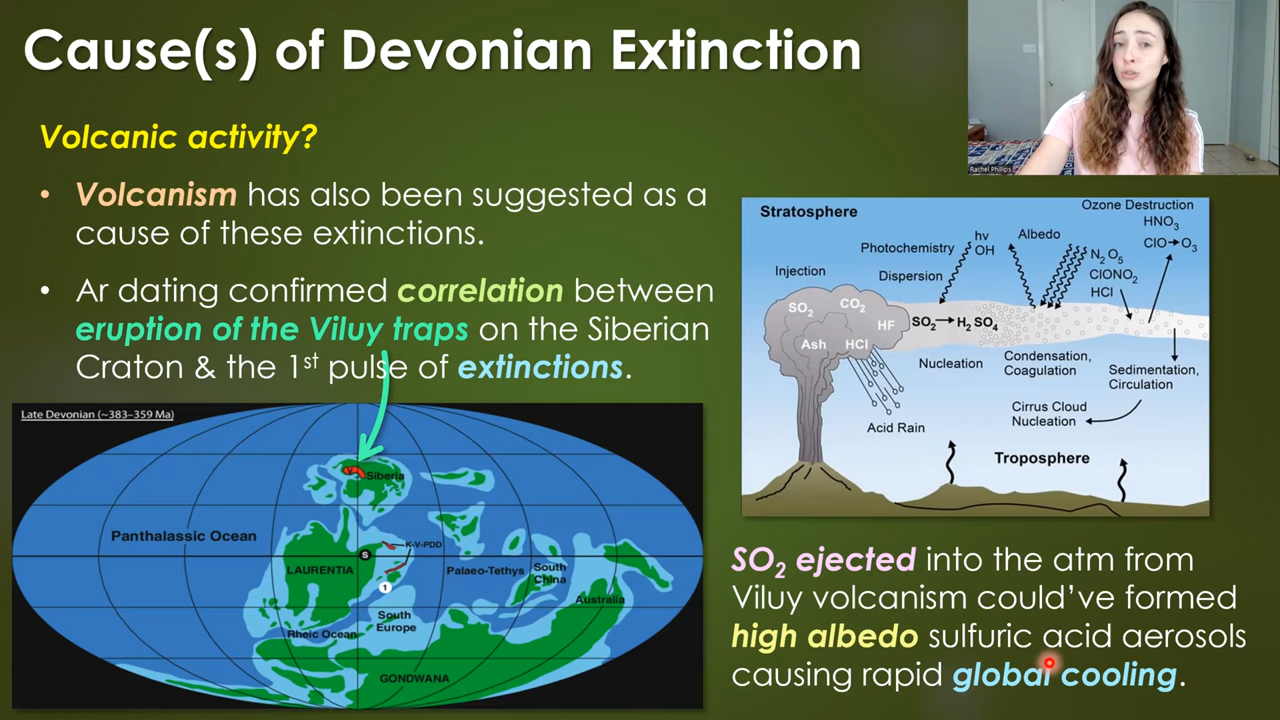 Cause(s) of Devonian Extinction
Rachel Phillips
Volcanic activity?
• Volcanism has also been suggested as a
cause of these extinctions.
• Ar dating confirmed correlation between
eruption of the Viluy traps on the Siberian
Craton & the 1st pulse of extinctions.
Late Devonian (~383–359 Ma)
V
Siberia
Panthalassic Ocean
K-V-PDD
S
LAURENTIA
Palaeo-Tethys
South
China
1
Australia
South
Europe
Rheic Ocean
GONDWANA
Stratosphere
Ozone Destruction
HNO3
ClO→O3
hv
OH
Albedo
Photochemistry
N2O5
ClONO2
HCl
Injection
Dispersion
SO2
CO2
HF
SO2→H2SO4
Ash
HCl
Nucleation
Condensation,
Coagulation
Sedimentation,
Circulation
Cirrus Cloud
Nucleation
Acid Rain
Troposphere
SO2 ejected into the atm from
Viluy volcanism could’ve formed
high albedo sulfuric acid aerosols
causing rapid global cooling.